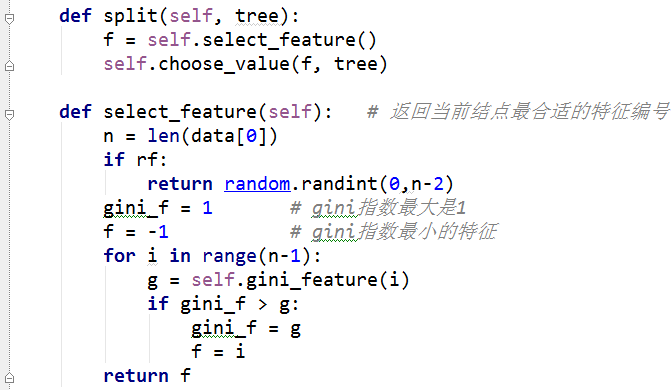 def split(self, tree):
    f = self.select_feature()
    self.choose_value(f, tree)

def select_feature(self):   # 返回当前结点最合适的特征编号
    n = len(data[0])
    if rf:
        return random.randint(0,n-2)
    gini_f = 1       # gini指数最大是1
    f = -1           # gini指数最小的特征
    for i in range(n-1):
        g = self.gini_feature(i)
        if gini_f > g:
            gini_f = g
            f = i
    return f